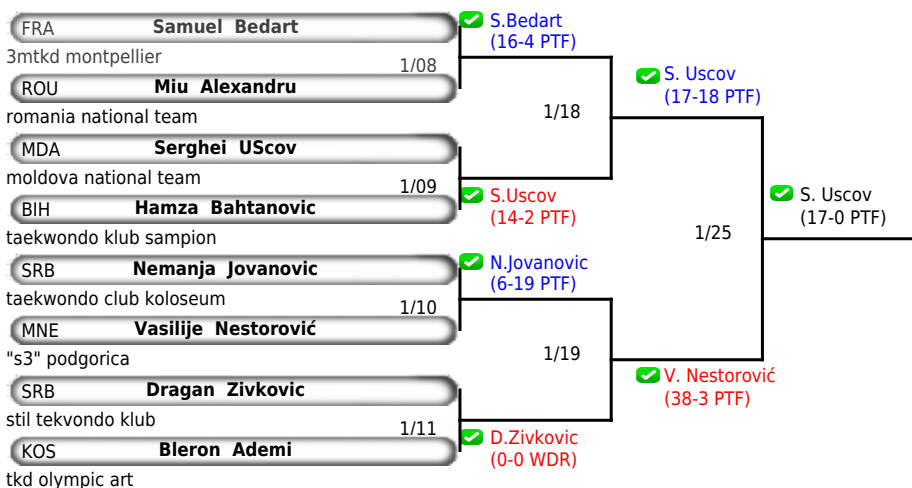 FRA Samuel Bedart
3mtkd montpellier
1/08
ROU Miu Alexandru
romania national team
MDA Serghei UScov
moldova national team
1/09
BIH Hamza Bahtanovic
taekwondo klub sampion
SRB Nemanja Jovanovic
taekwondo club koloseum
1/10
MNE Vasilije Nestorović
"s3" podgorica
SRB Dragan Zivkovic
stil tekvondo klub
1/11
KOS Bleron Ademi
tkd olympic art
S.Bedart
(16-4 PTF)
1/18
S.Uscov
(14-2 PTF)
N.Jovanovic
(6-19 PTF)
1/19
D.Zivkovic
(0-0 WDR)
S. Uscov
(17-18 PTF)
1/25
V. Nestorović
(38-3 PTF)
S. Uscov
(17-0 PTF)